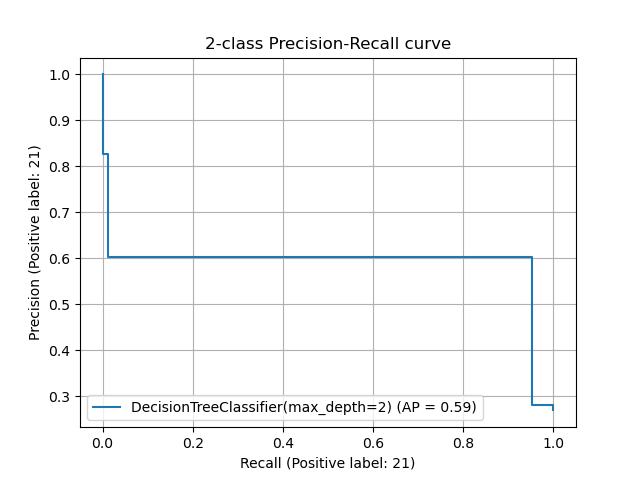 2-class Precision-Recall curve
1.0
0.9
0.8
0.7
0.6
0.5
0.4
0.3
Precision (Positive label: 21)
DecisionTreeClassifier(max_depth=2) (AP = 0.59)
0.0 0.2 0.4 0.6 0.8 1.0
Recall (Positive label: 21)